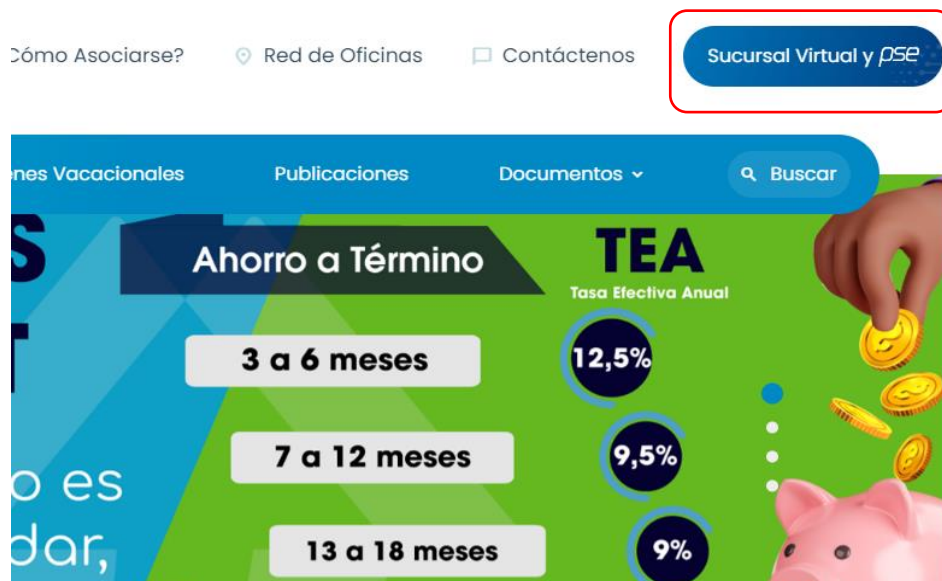 Cómo Asociarse?
Red de Oficinas
Contáctenos
Sucursal Virtual y pse
nes Vacacionales
Publicaciones
Documentos
Buscar
S
Ahorro a Término
TEA
Tasa Efectiva Anual
T
3 a 6 meses
12,5%
7 a 12 meses
9,5%
o es
dar,
13 a 18 meses
9%